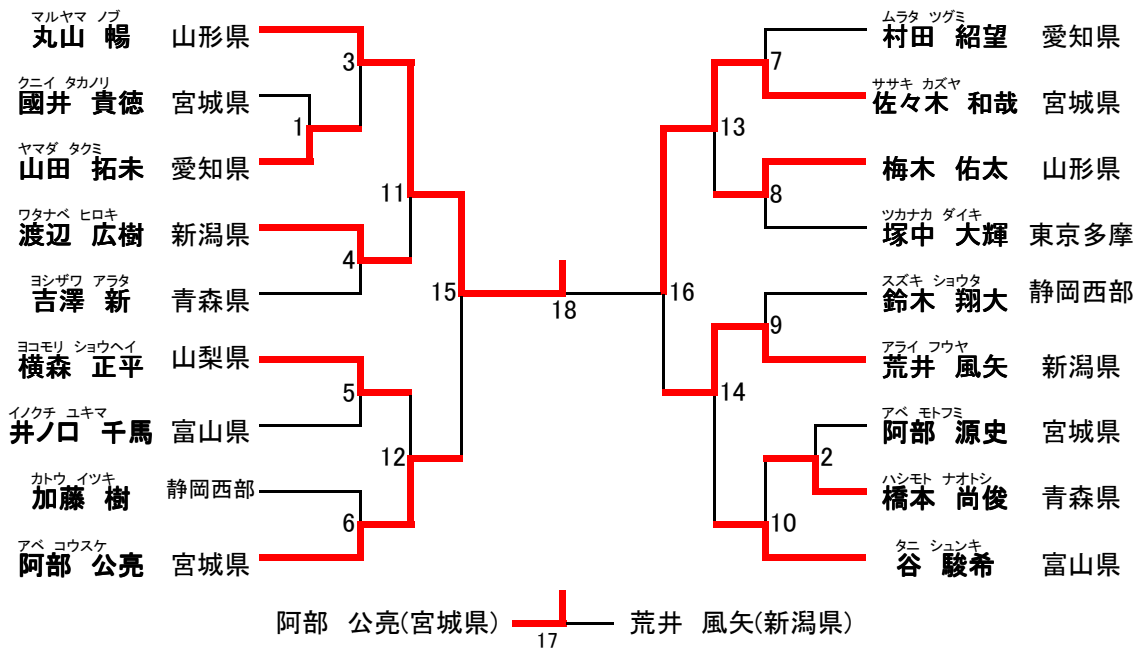 マルヤマ ノブ
丸山 暢 山形県
3
クニイ タカノリ
國井 貴徳 宮城県
1
ヤマダ タクミ
山田 拓未 愛知県
11
ワタナベ ヒロキ
渡辺 広樹 新潟県
4
ヨシザワ アラタ
吉澤 新 青森県
15
ヨコモリ ショウヘイ
横森 正平 山梨県
5
イノクチ ユキマ
井ノ口 千馬 富山県
12
カトウ イツキ
加藤 樹 静岡西部
6
アベ コウスケ
阿部 公亮 宮城県
18
ムラタ ツグミ
村田 紹望 愛知県
7
ササキ カズヤ
佐々木 和哉 宮城県
13
梅木 佑太 山形県
8
ツカナカ ダイキ
塚中 大輝 東京多摩
16
スズキ ショウタ
鈴木 翔大 静岡西部
9
アライ フウヤ
荒井 風矢 新潟県
14
アベ モトフミ
阿部 源史 宮城県
2
ハシモト ナオトシ
橋本 尚俊 青森県
10
タニ シュンキ
谷 駿希 富山県
阿部 公亮(宮城県) 荒井 風矢(新潟県)
17